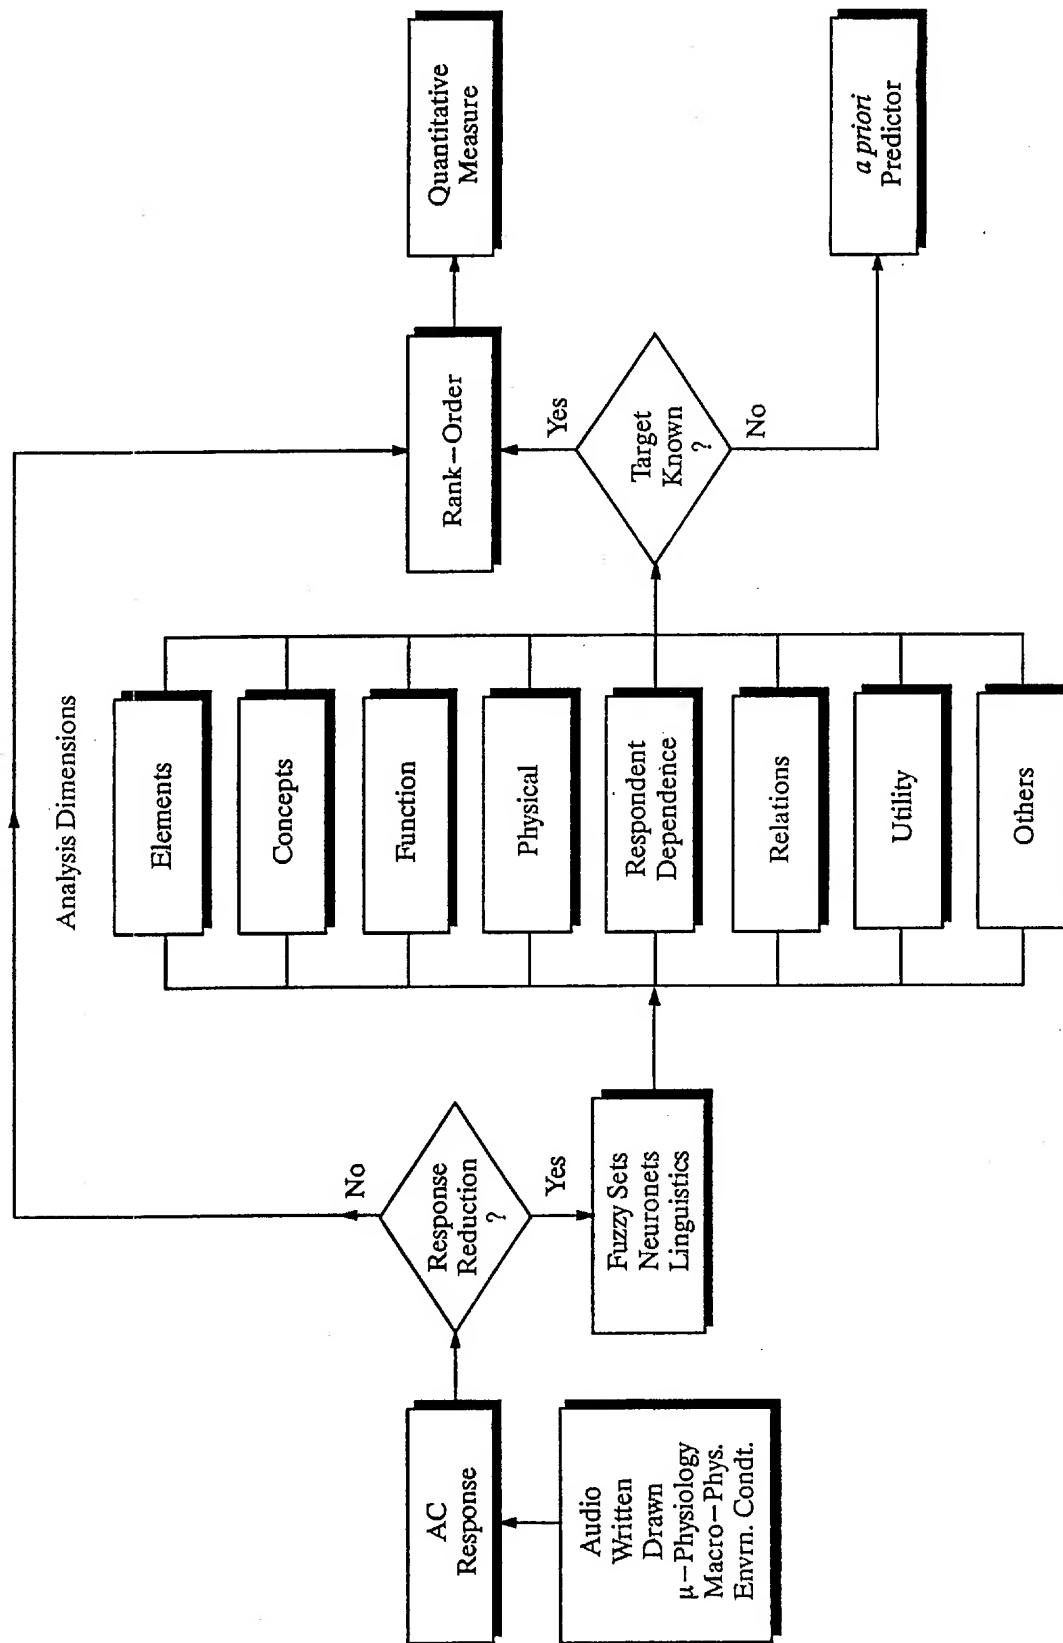 AC
Response
Audio
Written
Drawn
μ–Physiology
Macro–Phys.
Envrn. Condt.
Response
Reduction
?
No
Yes
Fuzzy Sets
Neuronets
Linguistics
Analysis Dimensions
Elements
Concepts
Function
Physical
Respondent
Dependence
Relations
Utility
Others
Target
Known
?
Yes
No
Rank–Order
Quantitative
Measure
a priori
Predictor